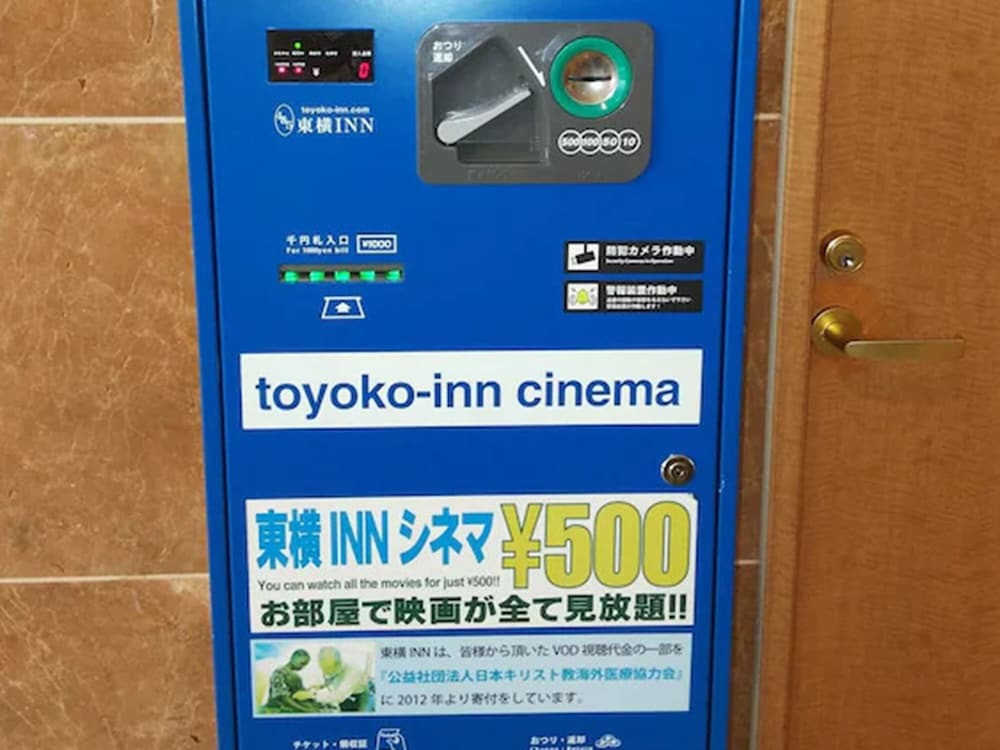 おつり
返却
0
toyoko-inn.com
東横INN
500 100 50 10
千円札入口 ¥1000
For 1000yen bill
防犯カメラ作動中
Security Camera in Operation
警報装置作動中
toyoko-inn cinema
東横INNシネマ ¥500
You can watch all the movies for just ¥500!!
お部屋で映画が全て見放題!!
東横INNは、皆様から頂いたVOD視聴代金の一部を
『公益社団法人日本キリスト教海外医療協力会』
に2012年より寄付をしています。
チケット・領収証
おつり・返却